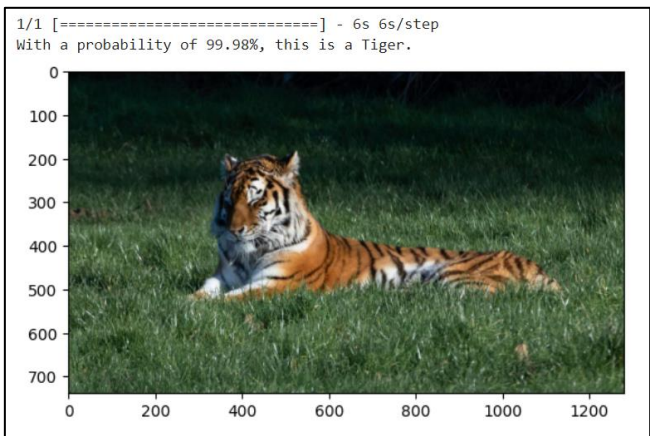 1/1 [==============================] - 6s 6s/step
With a probability of 99.98%, this is a Tiger.
0
100
200
300
400
500
600
700
0 200 400 600 800 1000 1200